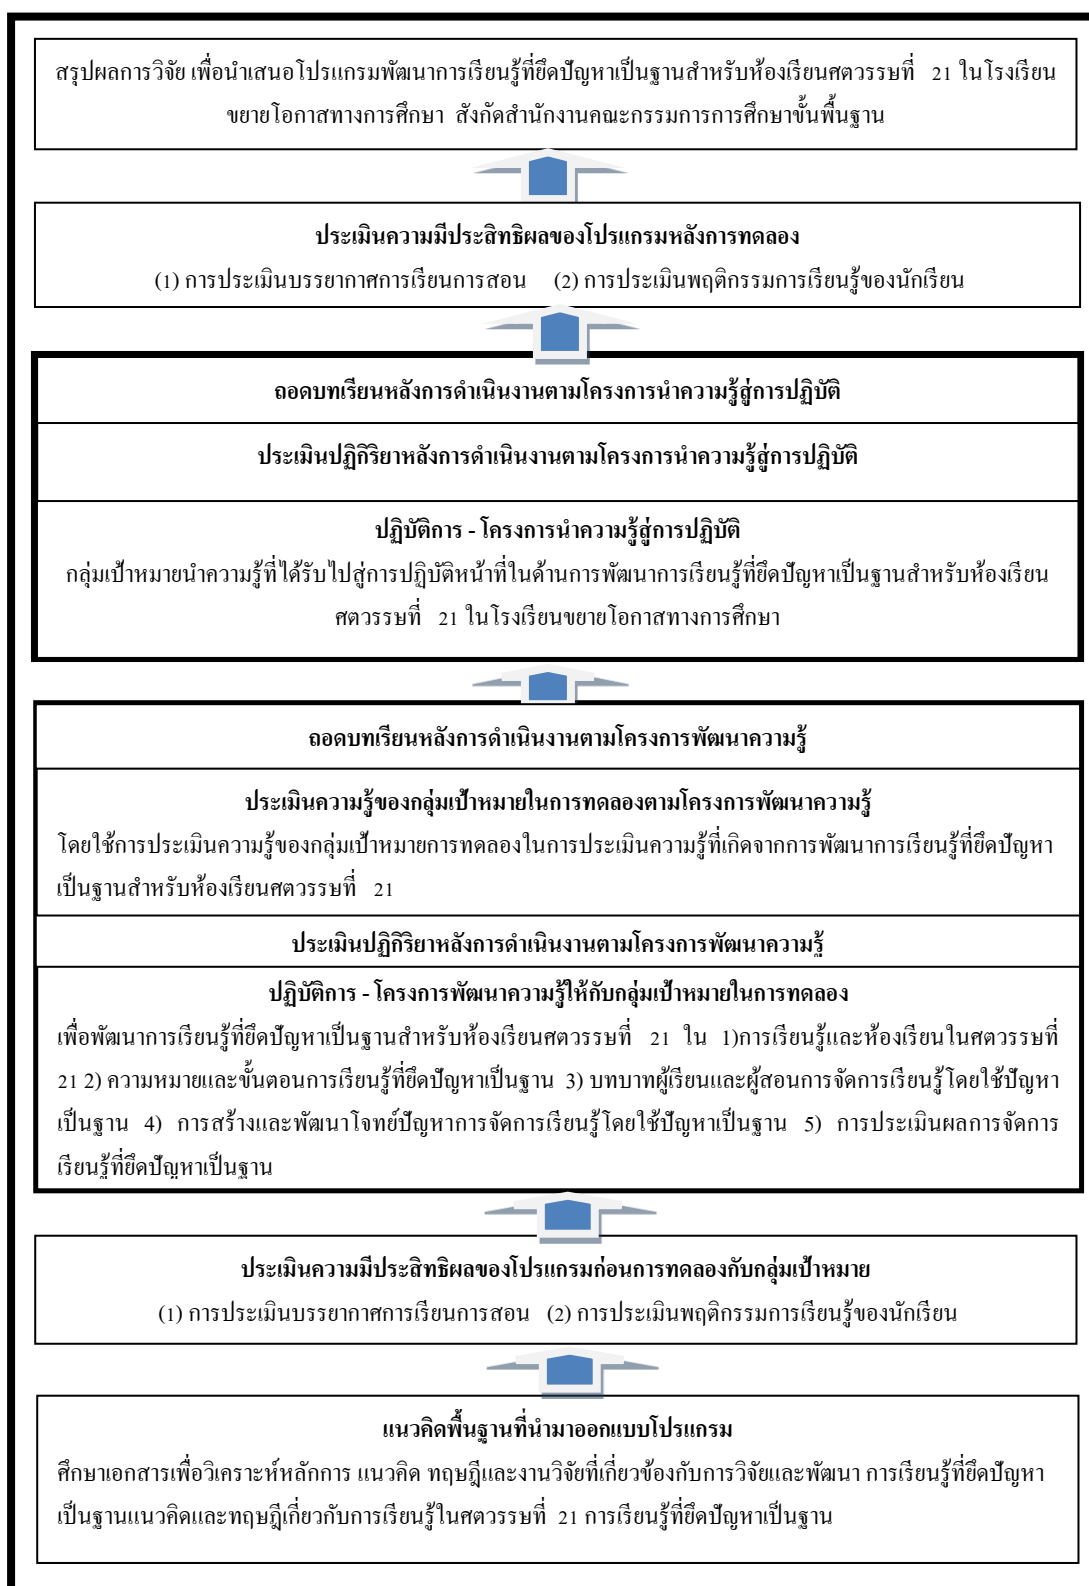 สรุปผลการวิจัย เพื่อนำเสนอโปรแกรมพัฒนาการเรียนรู้ที่ยึดปัญหาเป็นฐานสำหรับห้องเรียนศตวรรษที่ 21 ในโรงเรียน
ขยายโอกาสทางการศึกษา สังกัดสำนักงานคณะกรรมการการศึกษาขั้นพื้นฐาน
ประเมินความมีประสิทธิผลของโปรแกรมหลังการทดลอง
(1) การประเมินบรรยากาศการเรียนการสอน (2) การประเมินพฤติกรรมการเรียนรู้ของนักเรียน
ถอดบทเรียนหลังการดำเนินงานตามโครงการนำความรู้สู่การปฏิบัติ
ประเมินปฏิกิริยาหลังการดำเนินงานตามโครงการนำความรู้สู่การปฏิบัติ
ปฏิบัติการ - โครงการนำความรู้สู่การปฏิบัติ
กลุ่มเป้าหมายนำความรู้ที่ได้รับไปสู่การปฏิบัติหน้าที่ในด้านการพัฒนาการเรียนรู้ที่ยึดปัญหาเป็นฐานสำหรับห้องเรียน
ศตวรรษที่ 21 ในโรงเรียนขยายโอกาสทางการศึกษา
ถอดบทเรียนหลังการดำเนินงานตามโครงการพัฒนาความรู้
ประเมินความรู้ของกลุ่มเป้าหมายในการทดลองตามโครงการพัฒนาความรู้
โดยใช้การประเมินความรู้ของกลุ่มเป้าหมายการทดลองในการประเมินความรู้ที่เกิดจากการพัฒนาการเรียนรู้ที่ยึดปัญหา
เป็นฐานสำหรับห้องเรียนศตวรรษที่ 21
ประเมินปฏิกิริยาหลังการดำเนินงานตามโครงการพัฒนาความรู้
ปฏิบัติการ - โครงการพัฒนาความรู้ให้กับกลุ่มเป้าหมายในการทดลอง
เพื่อพัฒนาการเรียนรู้ที่ยึดปัญหาเป็นฐานสำหรับห้องเรียนศตวรรษที่ 21 ใน 1)การเรียนรู้และห้องเรียนในศตวรรษที่
21 2) ความหมายและขั้นตอนการเรียนรู้ที่ยึดปัญหาเป็นฐาน 3) บทบาทผู้เรียนและผู้สอนการจัดการเรียนรู้โดยใช้ปัญหา
เป็นฐาน 4) การสร้างและพัฒนาโจทย์ปัญหาการจัดการเรียนรู้โดยใช้ปัญหาเป็นฐาน 5) การประเมินผลการจัดการ
เรียนรู้ที่ยึดปัญหาเป็นฐาน
ประเมินความมีประสิทธิผลของโปรแกรมก่อนการทดลองกับกลุ่มเป้าหมาย
(1) การประเมินบรรยากาศการเรียนการสอน (2) การประเมินพฤติกรรมการเรียนรู้ของนักเรียน
แนวคิดพื้นฐานที่นำมาออกแบบโปรแกรม
ศึกษาเอกสารเพื่อวิเคราะห์หลักการ แนวคิด ทฤษฎีและงานวิจัยที่เกี่ยวข้องกับการวิจัยและพัฒนา การเรียนรู้ที่ยึดปัญหา
เป็นฐานแนวคิดและทฤษฎีเกี่ยวกับการเรียนรู้ในศตวรรษที่ 21 การเรียนรู้ที่ยึดปัญหาเป็นฐาน